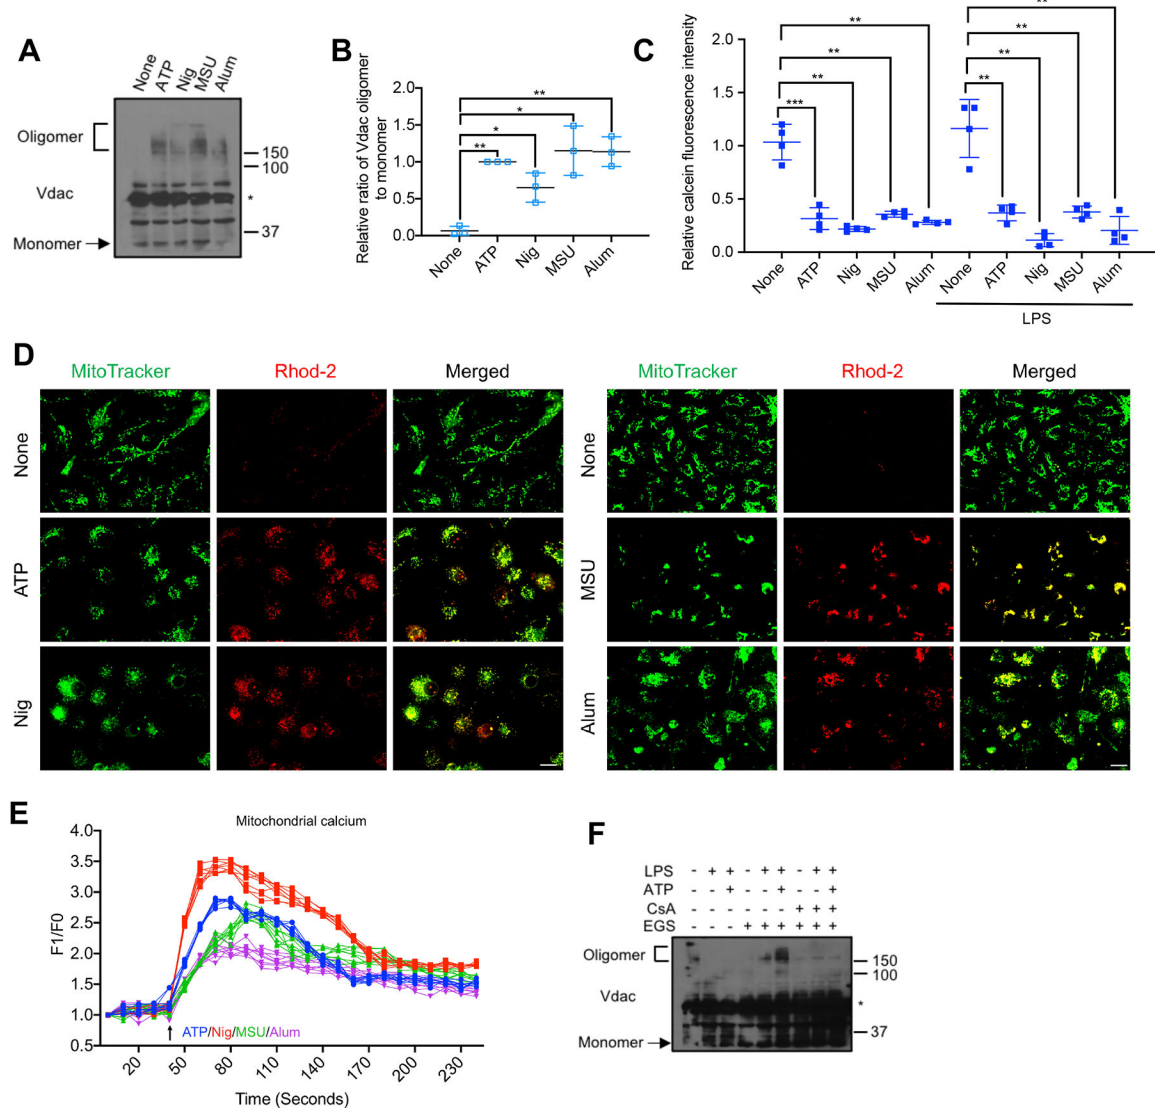 A
None
ATP
Nig
MSU
Alum
Oligomer
150
100
Vdac
*
37
Monomer
B
Relative ratio of Vdac oligomer
to monomer
2.0
1.5
1.0
0.5
0.0
**
*
*
**
None
ATP
Nig
MSU
Alum
C
Relative calcein fluorescence intensity
2.0
1.5
1.0
0.5
0.0
***
**
**
**
**
**
**
**
None
ATP
Nig
MSU
Alum
None
ATP
Nig
MSU
Alum
LPS
D
MitoTracker Rhod-2 Merged
None
ATP
Nig
MitoTracker Rhod-2 Merged
None
MSU
Alum
E
Mitochondrial calcium
F1/F0
4.0
3.5
3.0
2.5
2.0
1.5
1.0
0.5
ATP/Nig/MSU/Alum
20 50 80 110 140 170 200 230
Time (Seconds)
F
LPS - + + - + + - + +
ATP - - + - - + - - +
CsA - - - - - - + + +
EGS - - - + + + + + +
Oligomer
150
100
Vdac
*
37
Monomer